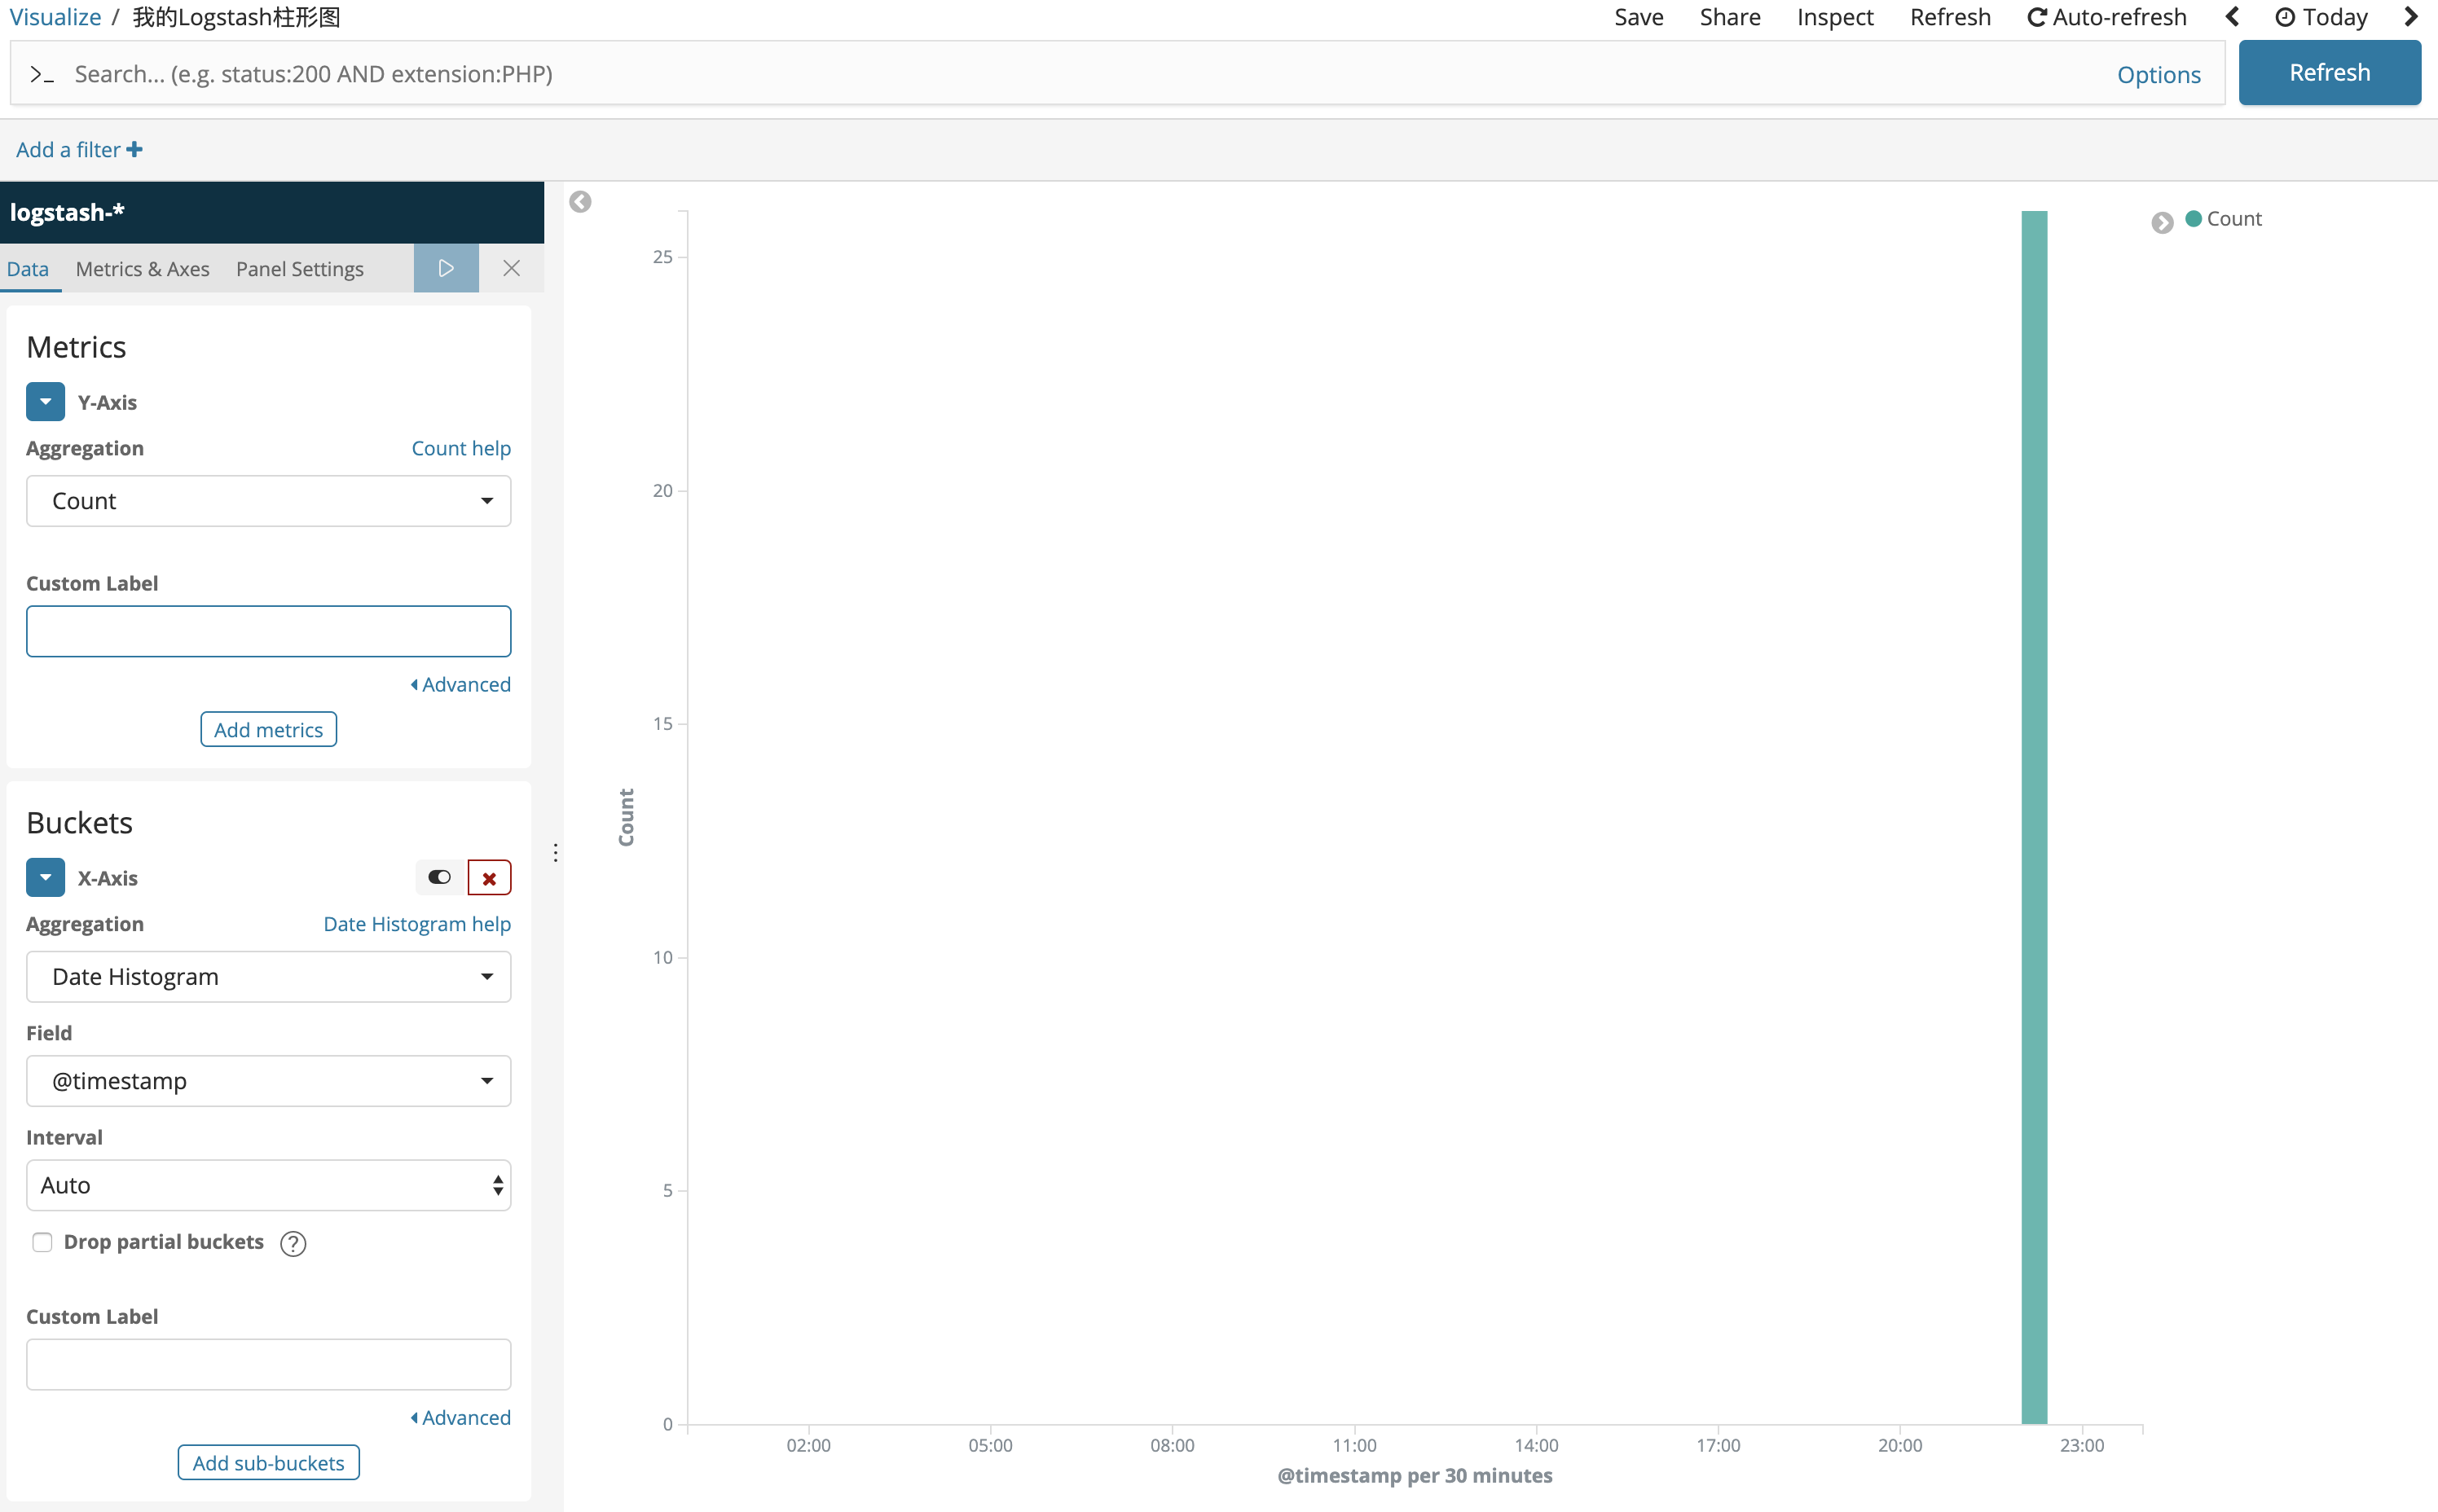 Visualize / 我的Logstash柱形图
Save Share Inspect Refresh Auto-refresh Today
>_ Search... (e.g. status:200 AND extension:PHP) Options Refresh
Add a filter
logstash-*
Data Metrics & Axes Panel Settings
Metrics
Y-Axis
Aggregation Count help
Count
Custom Label
Advanced
Add metrics
Buckets
X-Axis
Aggregation Date Histogram help
Date Histogram
Field
@timestamp
Interval
Auto
Drop partial buckets ?
Custom Label
Advanced
Add sub-buckets
Count
25
20
15
10
5
0
Count
02:00 05:00 08:00 11:00 14:00 17:00 20:00 23:00
@timestamp per 30 minutes